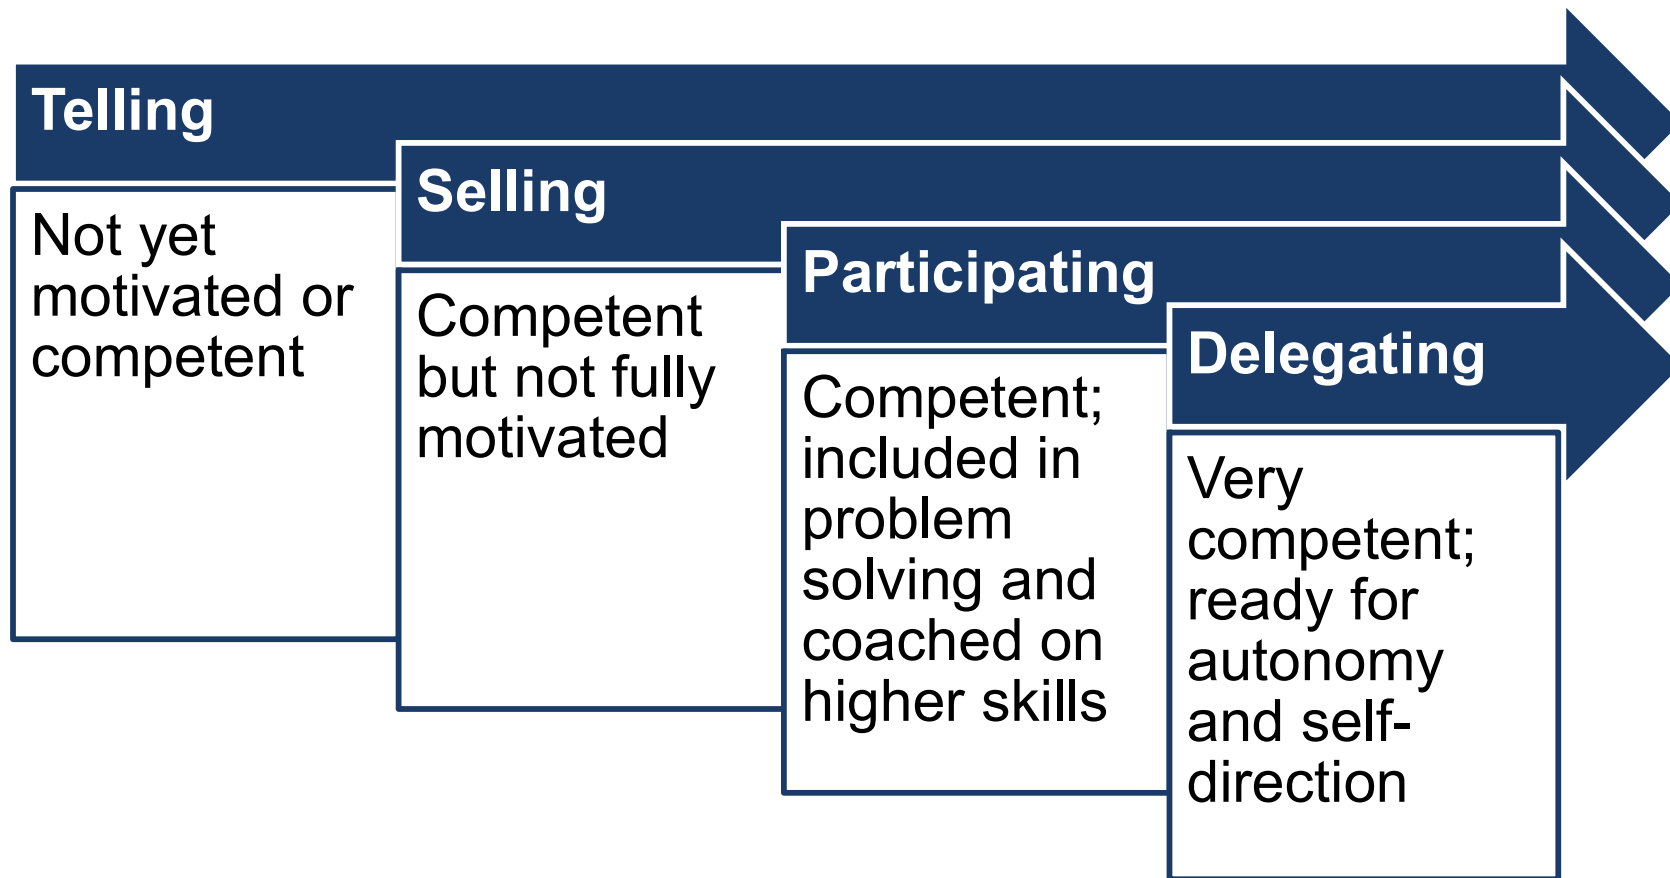 Telling
Not yet
motivated or
competent
Selling
Competent
but not fully
motivated
Participating
Competent;
included in
problem
solving and
coached on
higher skills
Delegating
Very
competent;
ready for
autonomy
and self-
direction